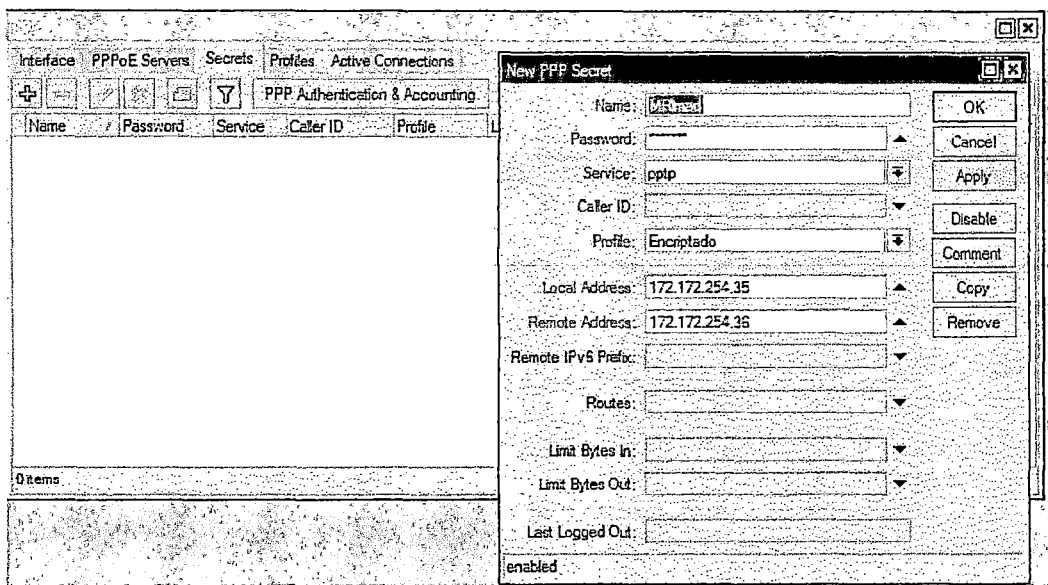 Interface PPPoE Servers Secrets Profiles Active Connections
PPP Authentication & Accounting
Name Password Service Caller ID Profile L
0 items
New PPP Secret
Name:
Password: ********
Service: pptp
Caller ID:
Profile: Encriptado
Local Address: 172.172.254.35
Remote Address: 172.172.254.36
Remote IPv6 Prefix:
Routes:
Limit Bytes In:
Limit Bytes Out:
Last Logged Out:
enabled
OK
Cancel
Apply
Disable
Comment
Copy
Remove